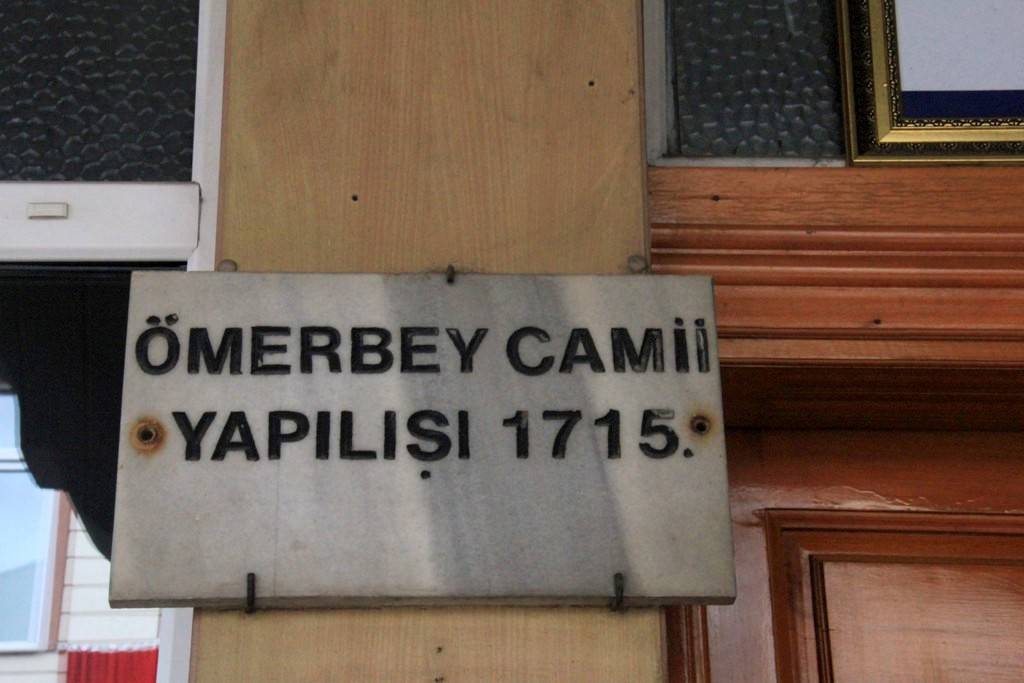 ÖMERBEY CAMİİ
YAPILIŞI 1715.